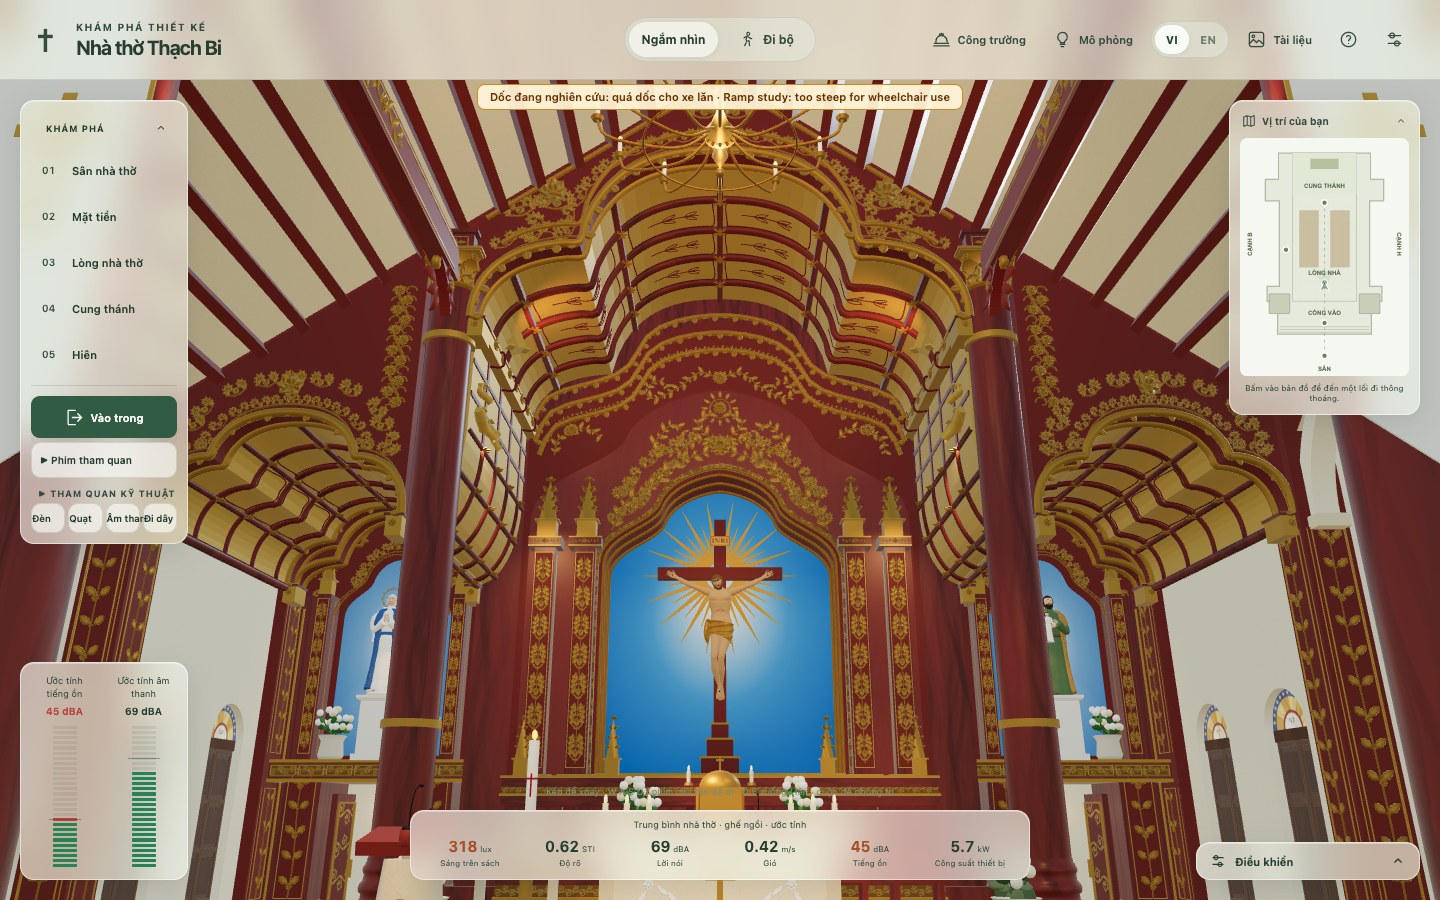 KHÁM PHÁ THIẾT KẾ
Nhà thờ Thạch Bi
Ngắm nhìn
Đi bộ
Công trường
Mô phỏng
VI
EN
Tài liệu
Dốc đang nghiên cứu: quá dốc cho xe lăn · Ramp study: too steep for wheelchair use
KHÁM PHÁ
01 Sân nhà thờ
02 Mặt tiền
03 Lòng nhà thờ
04 Cung thánh
05 Hiên
Vào trong
Phim tham quan
THAM QUAN KỸ THUẬT
Đèn
Quạt
Âm than
Đi dây
Vị trí của bạn
CUNG THÁNH
CÁNH B
CÁNH H
LÒNG NHÀ
CỔNG VÀO
SÂN
Bấm vào bản đồ để đến một lối đi thông
thoáng.
INRI
Ước tính
tiếng ồn
45 dBA
Ước tính âm
thanh
69 dBA
Trung bình nhà thờ · ghế ngồi · ước tính
318 lux
Sáng trên sách
0.62 STI
Độ rõ
69 dBA
Lời nói
0.42 m/s
Gió
45 dBA
Tiếng ồn
5.7 kW
Công suất thiết bị
Điều khiển